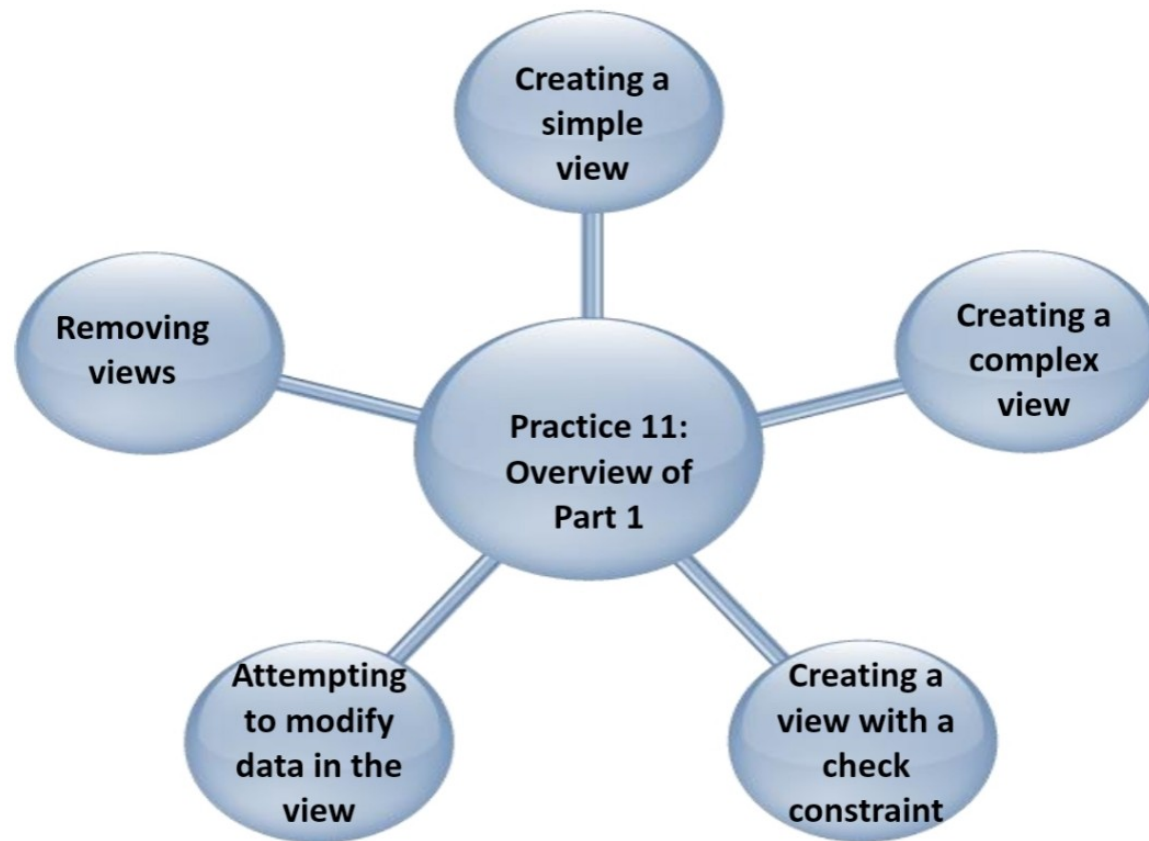 Creating a
simple
view
Creating a
complex
view
Creating a
view with a
check
constraint
Attempting
to modify
data in the
view
Removing
views
Practice 11:
Overview of
Part 1